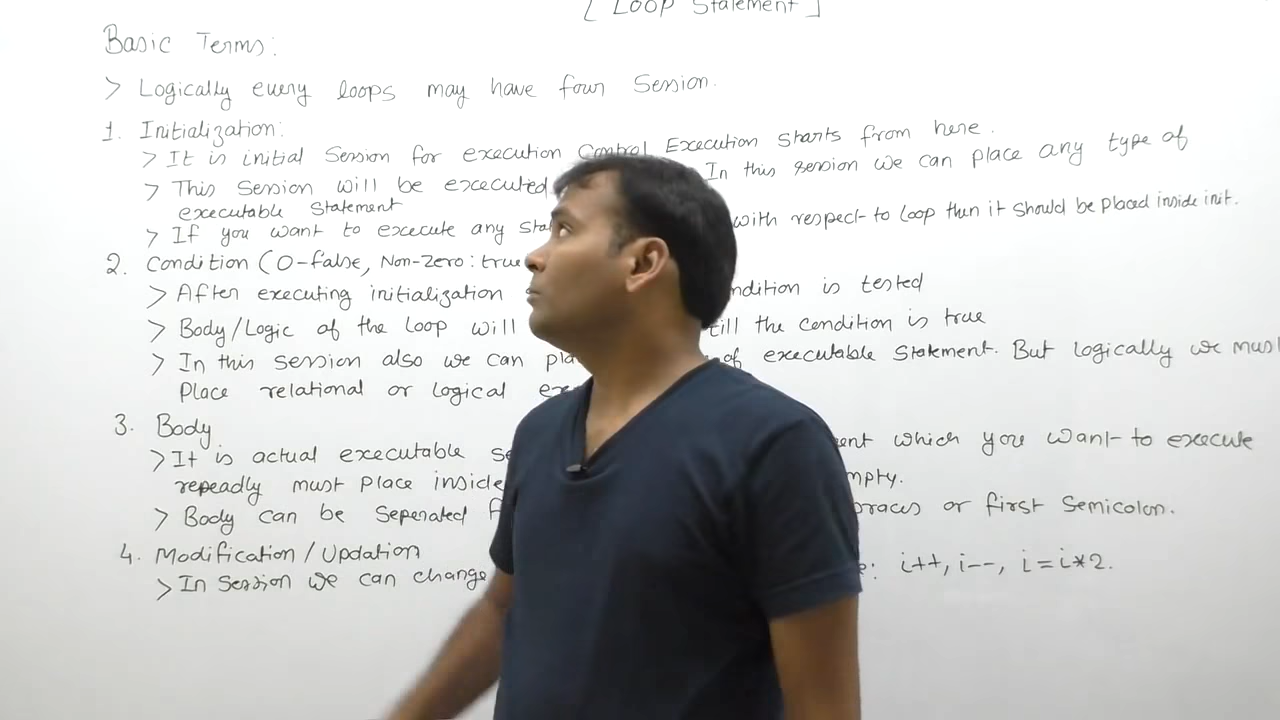 [ Loop Statement ]
Basic Terms:
> Logically every loops may have four Session.
1. Initialization:
> It is initial Session for execution Control Execution starts from here.
> This Session will be executed In this session we can place any type of
executable Statement
> If you want to execute any with respect to loop then it should be placed inside init.
2. Condition (0-false, Non-Zero: true
> After executing initialization condition is tested
> Body/Logic of the loop will till the condition is true
> In this session also we can of executable Statement. But logically we must
Place relational or logical
3. Body
> It is actual executable which you want to execute
repeadly must place inside
> Body can be Seperated braces or first Semicolon.
4. Modification / Updation
> In Session we can change i++, i--, i=i*2.